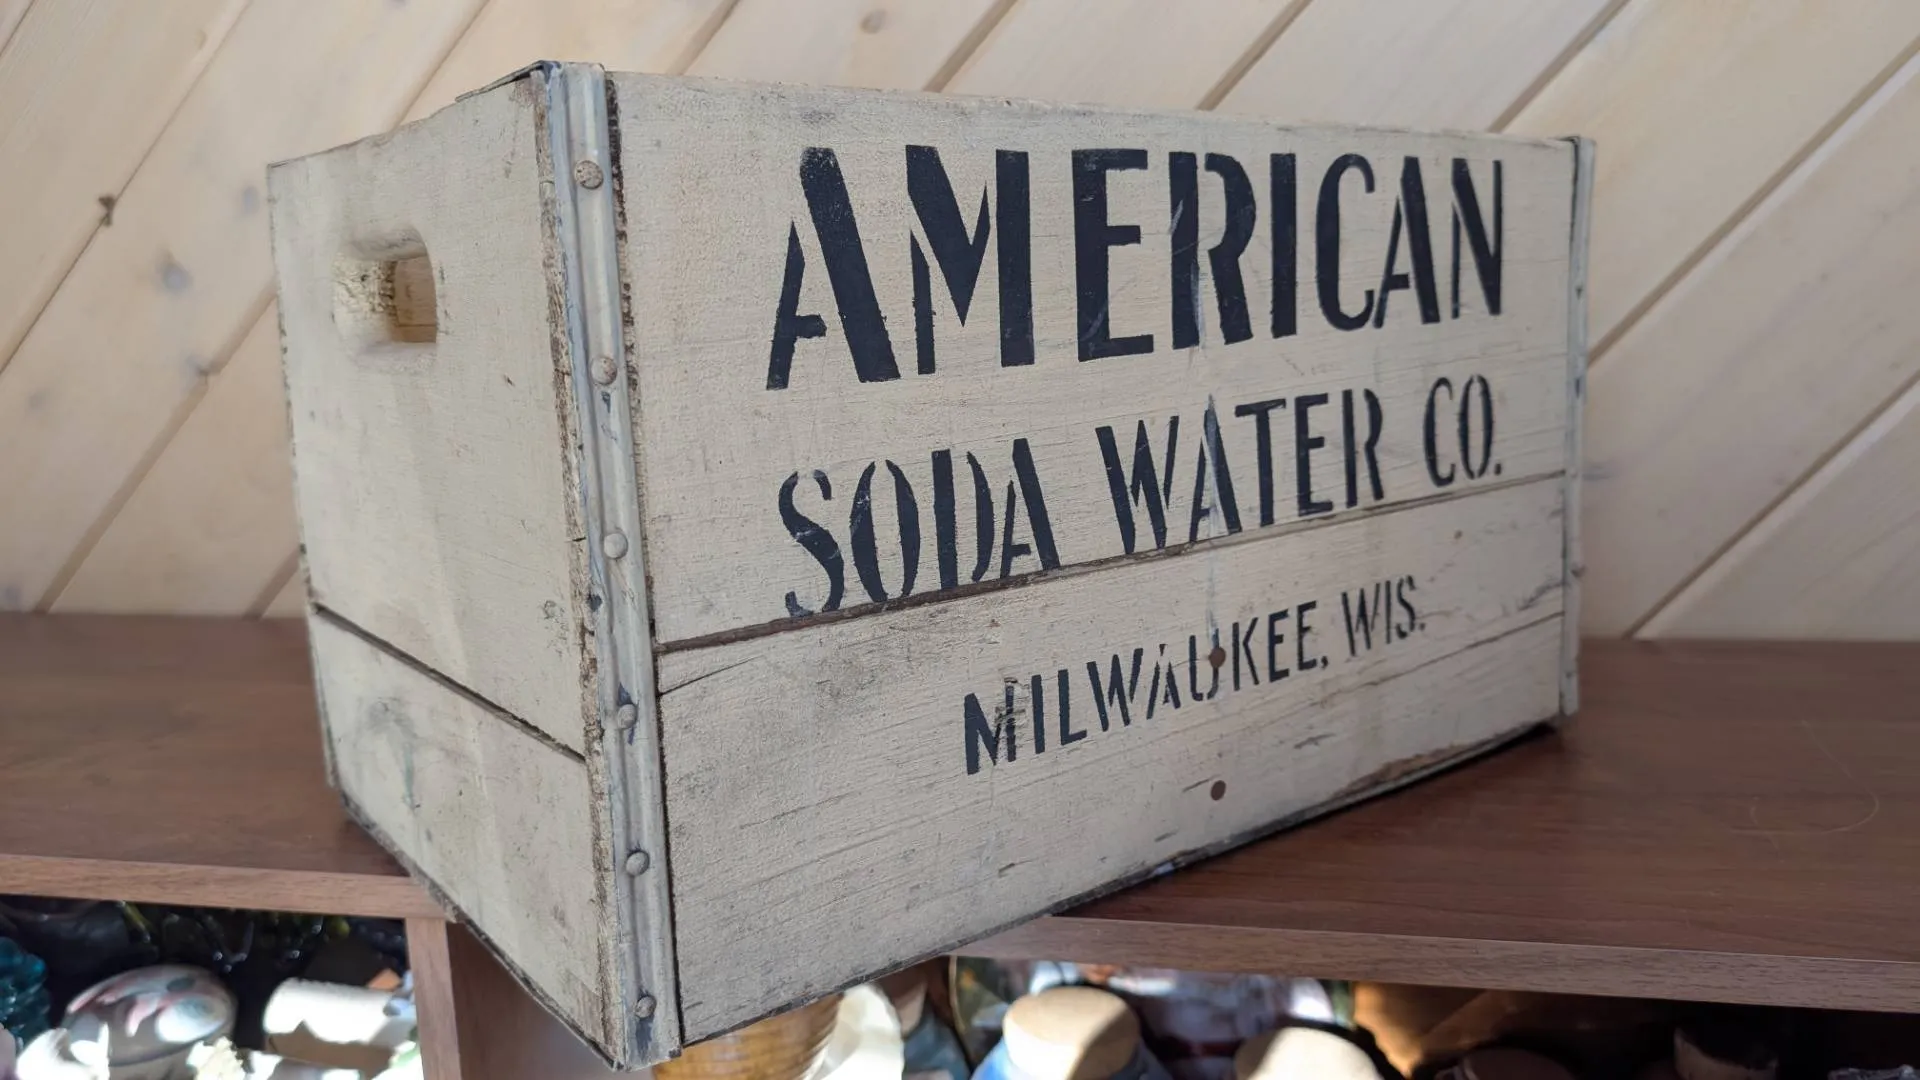 AMERICAN
SODA WATER CO.
MILWAUKEE, WIS.